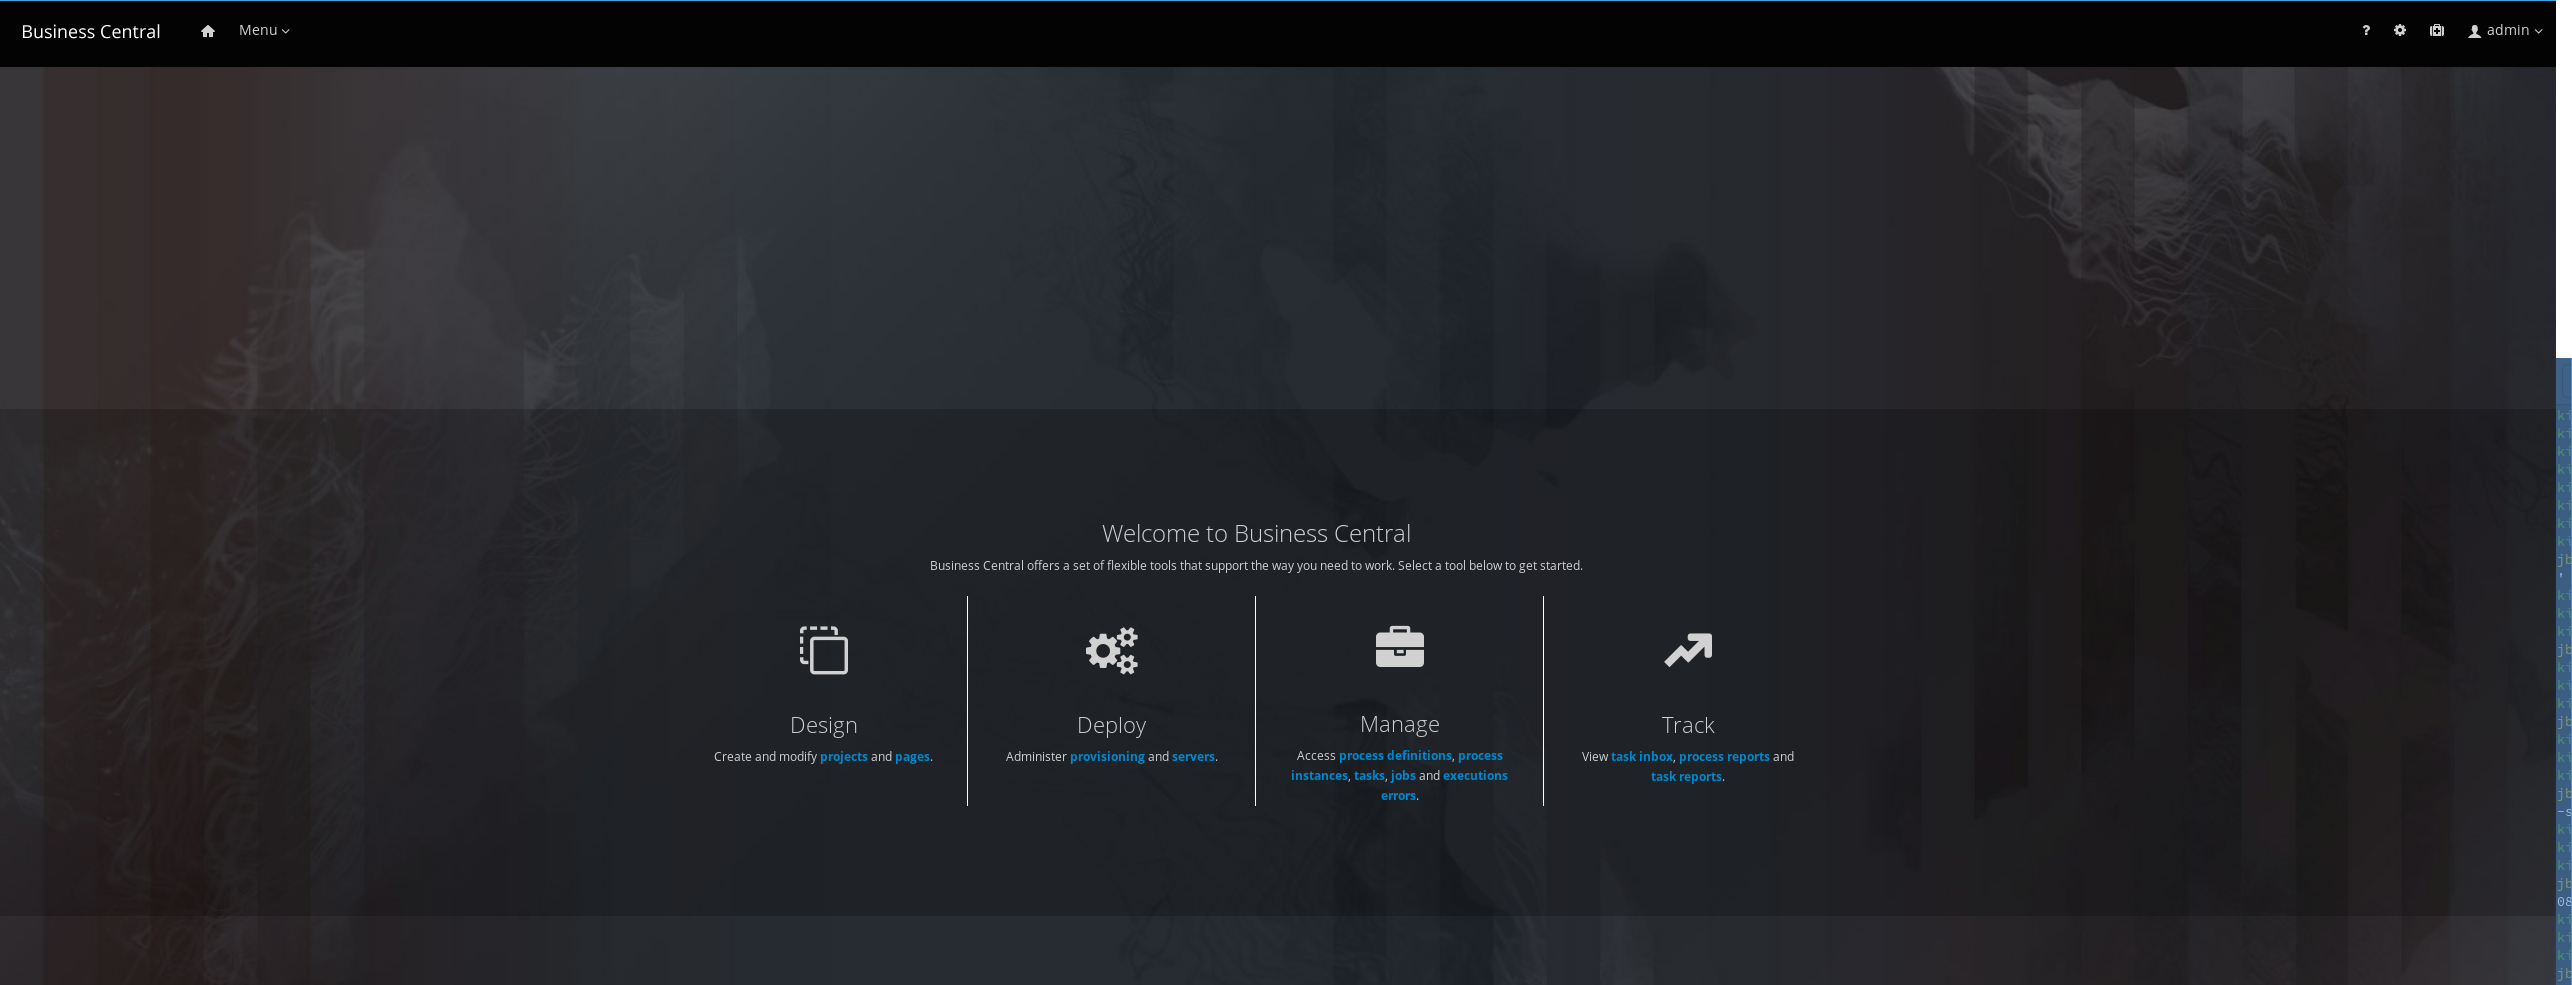 Business Central
Menu
? admin
Welcome to Business Central
Business Central offers a set of flexible tools that support the way you need to work. Select a tool below to get started.
Design
Create and modify projects and pages.
Deploy
Administer provisioning and servers.
Manage
Access process definitions, process
instances, tasks, jobs and executions
errors.
Track
View task inbox, process reports and
task reports.